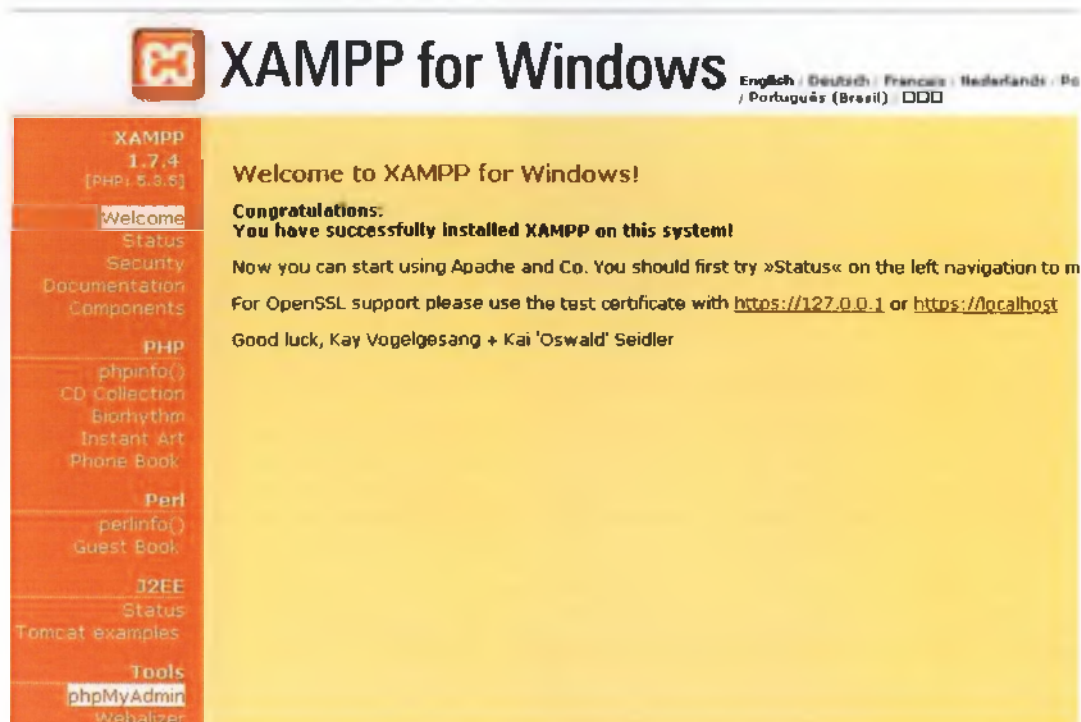 XAMPP for Windows
English / Deutsch / Francais / Nederlands / Po
/ Português (Brasil) /
XAMPP
1.7.4
[PHP: 5.3.5]
Welcome
Status
Security
Documentation
Components
PHP
phpinfo()
CD Collection
Biorhythm
Instant Art
Phone Book
Perl
perlinfo()
Guest Book
J2EE
Status
Tomcat examples
Tools
phpMyAdmin
Webalizer
Welcome to XAMPP for Windows!
Congratulations:
You have successfully installed XAMPP on this system!
Now you can start using Apache and Co. You should first try »Status« on the left navigation to m
For OpenSSL support please use the test certificate with https://127.0.0.1 or https://localhost
Good luck, Kay Vogelgesang + Kai 'Oswald' Seidler